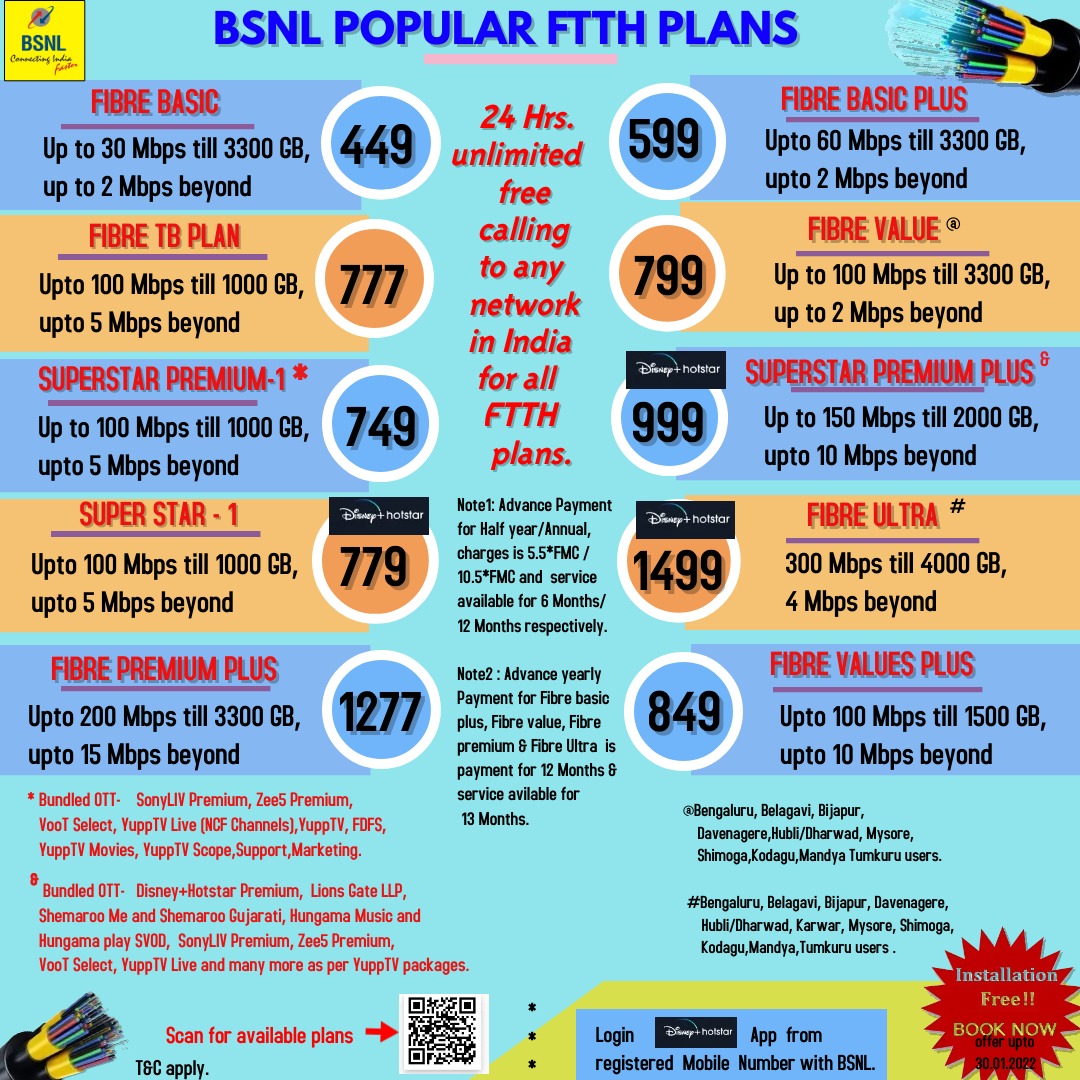 BSNL
Connecting India
Faster
BSNL POPULAR FTTH PLANS
FIBRE BASIC
Up to 30 Mbps till 3300 GB,
up to 2 Mbps beyond
449
FIBRE TB PLAN
Upto 100 Mbps till 1000 GB,
upto 5 Mbps beyond
777
SUPERSTAR PREMIUM-1 *
Up to 100 Mbps till 1000 GB,
upto 5 Mbps beyond
749
SUPER STAR - 1
Upto 100 Mbps till 1000 GB,
upto 5 Mbps beyond
Disney+ hotstar
779
FIBRE PREMIUM PLUS
Upto 200 Mbps till 3300 GB,
upto 15 Mbps beyond
1277
24 Hrs.
unlimited
free
calling
to any
network
in India
for all
FTTH
plans.
Note1: Advance Payment
for Half year/Annual,
charges is 5.5*FMC /
10.5*FMC and service
available for 6 Months/
12 Months respectively.
Note2 : Advance yearly
Payment for Fibre basic
plus, Fibre value, Fibre
premium & Fibre Ultra is
payment for 12 Months &
service avilable for
13 Months.
599
FIBRE BASIC PLUS
Upto 60 Mbps till 3300 GB,
upto 2 Mbps beyond
799
FIBRE VALUE @
Up to 100 Mbps till 3300 GB,
up to 2 Mbps beyond
Disney+ hotstar
999
SUPERSTAR PREMIUM PLUS &
Up to 150 Mbps till 2000 GB,
upto 10 Mbps beyond
Disney+ hotstar
1499
FIBRE ULTRA #
300 Mbps till 4000 GB,
4 Mbps beyond
849
FIBRE VALUES PLUS
Upto 100 Mbps till 1500 GB,
upto 10 Mbps beyond
* Bundled OTT- SonyLIV Premium, Zee5 Premium,
VooT Select, YuppTV Live (NCF Channels),YuppTV, FDFS,
YuppTV Movies, YuppTV Scope,Support,Marketing.
& Bundled OTT- Disney+Hotstar Premium, Lions Gate LLP,
Shemaroo Me and Shemaroo Gujarati, Hungama Music and
Hungama play SVOD, SonyLIV Premium, Zee5 Premium,
VooT Select, YuppTV Live and many more as per YuppTV packages.
@Bengaluru, Belagavi, Bijapur,
Davenagere,Hubli/Dharwad, Mysore,
Shimoga,Kodagu,Mandya Tumkuru users.
#Bengaluru, Belagavi, Bijapur, Davenagere,
Hubli/Dharwad, Karwar, Mysore, Shimoga,
Kodagu,Mandya,Tumkuru users .
Scan for available plans
T&C apply.
*
*
*
Login Disney+ hotstar App from
registered Mobile Number with BSNL.
Installation
Free!!
BOOK NOW
offer upto
30.01.2022